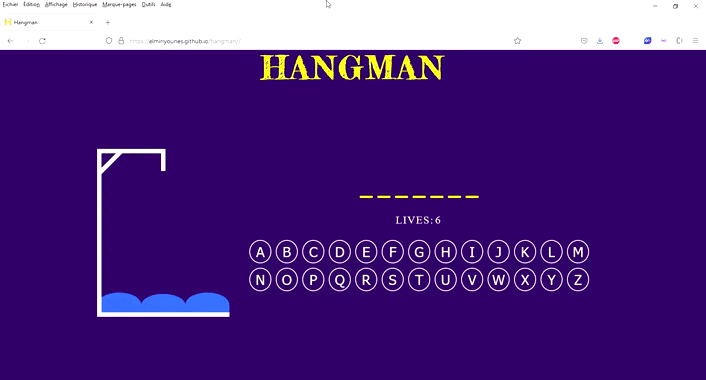 Fichier Édition Affichage Historique Marque-pages Outils Aide
Hangman
https://elminyounes.github.io/hangman/
HANGMAN
LIVES: 6
A B C D E F G H I J K L M
N O P Q R S T U V W X Y Z